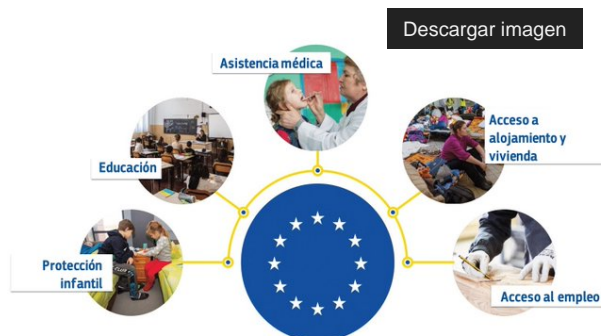 Descargar imagen
Asistencia médica
Educación
Acceso a
alojamiento y
vivienda
Protección
infantil
Acceso al empleo